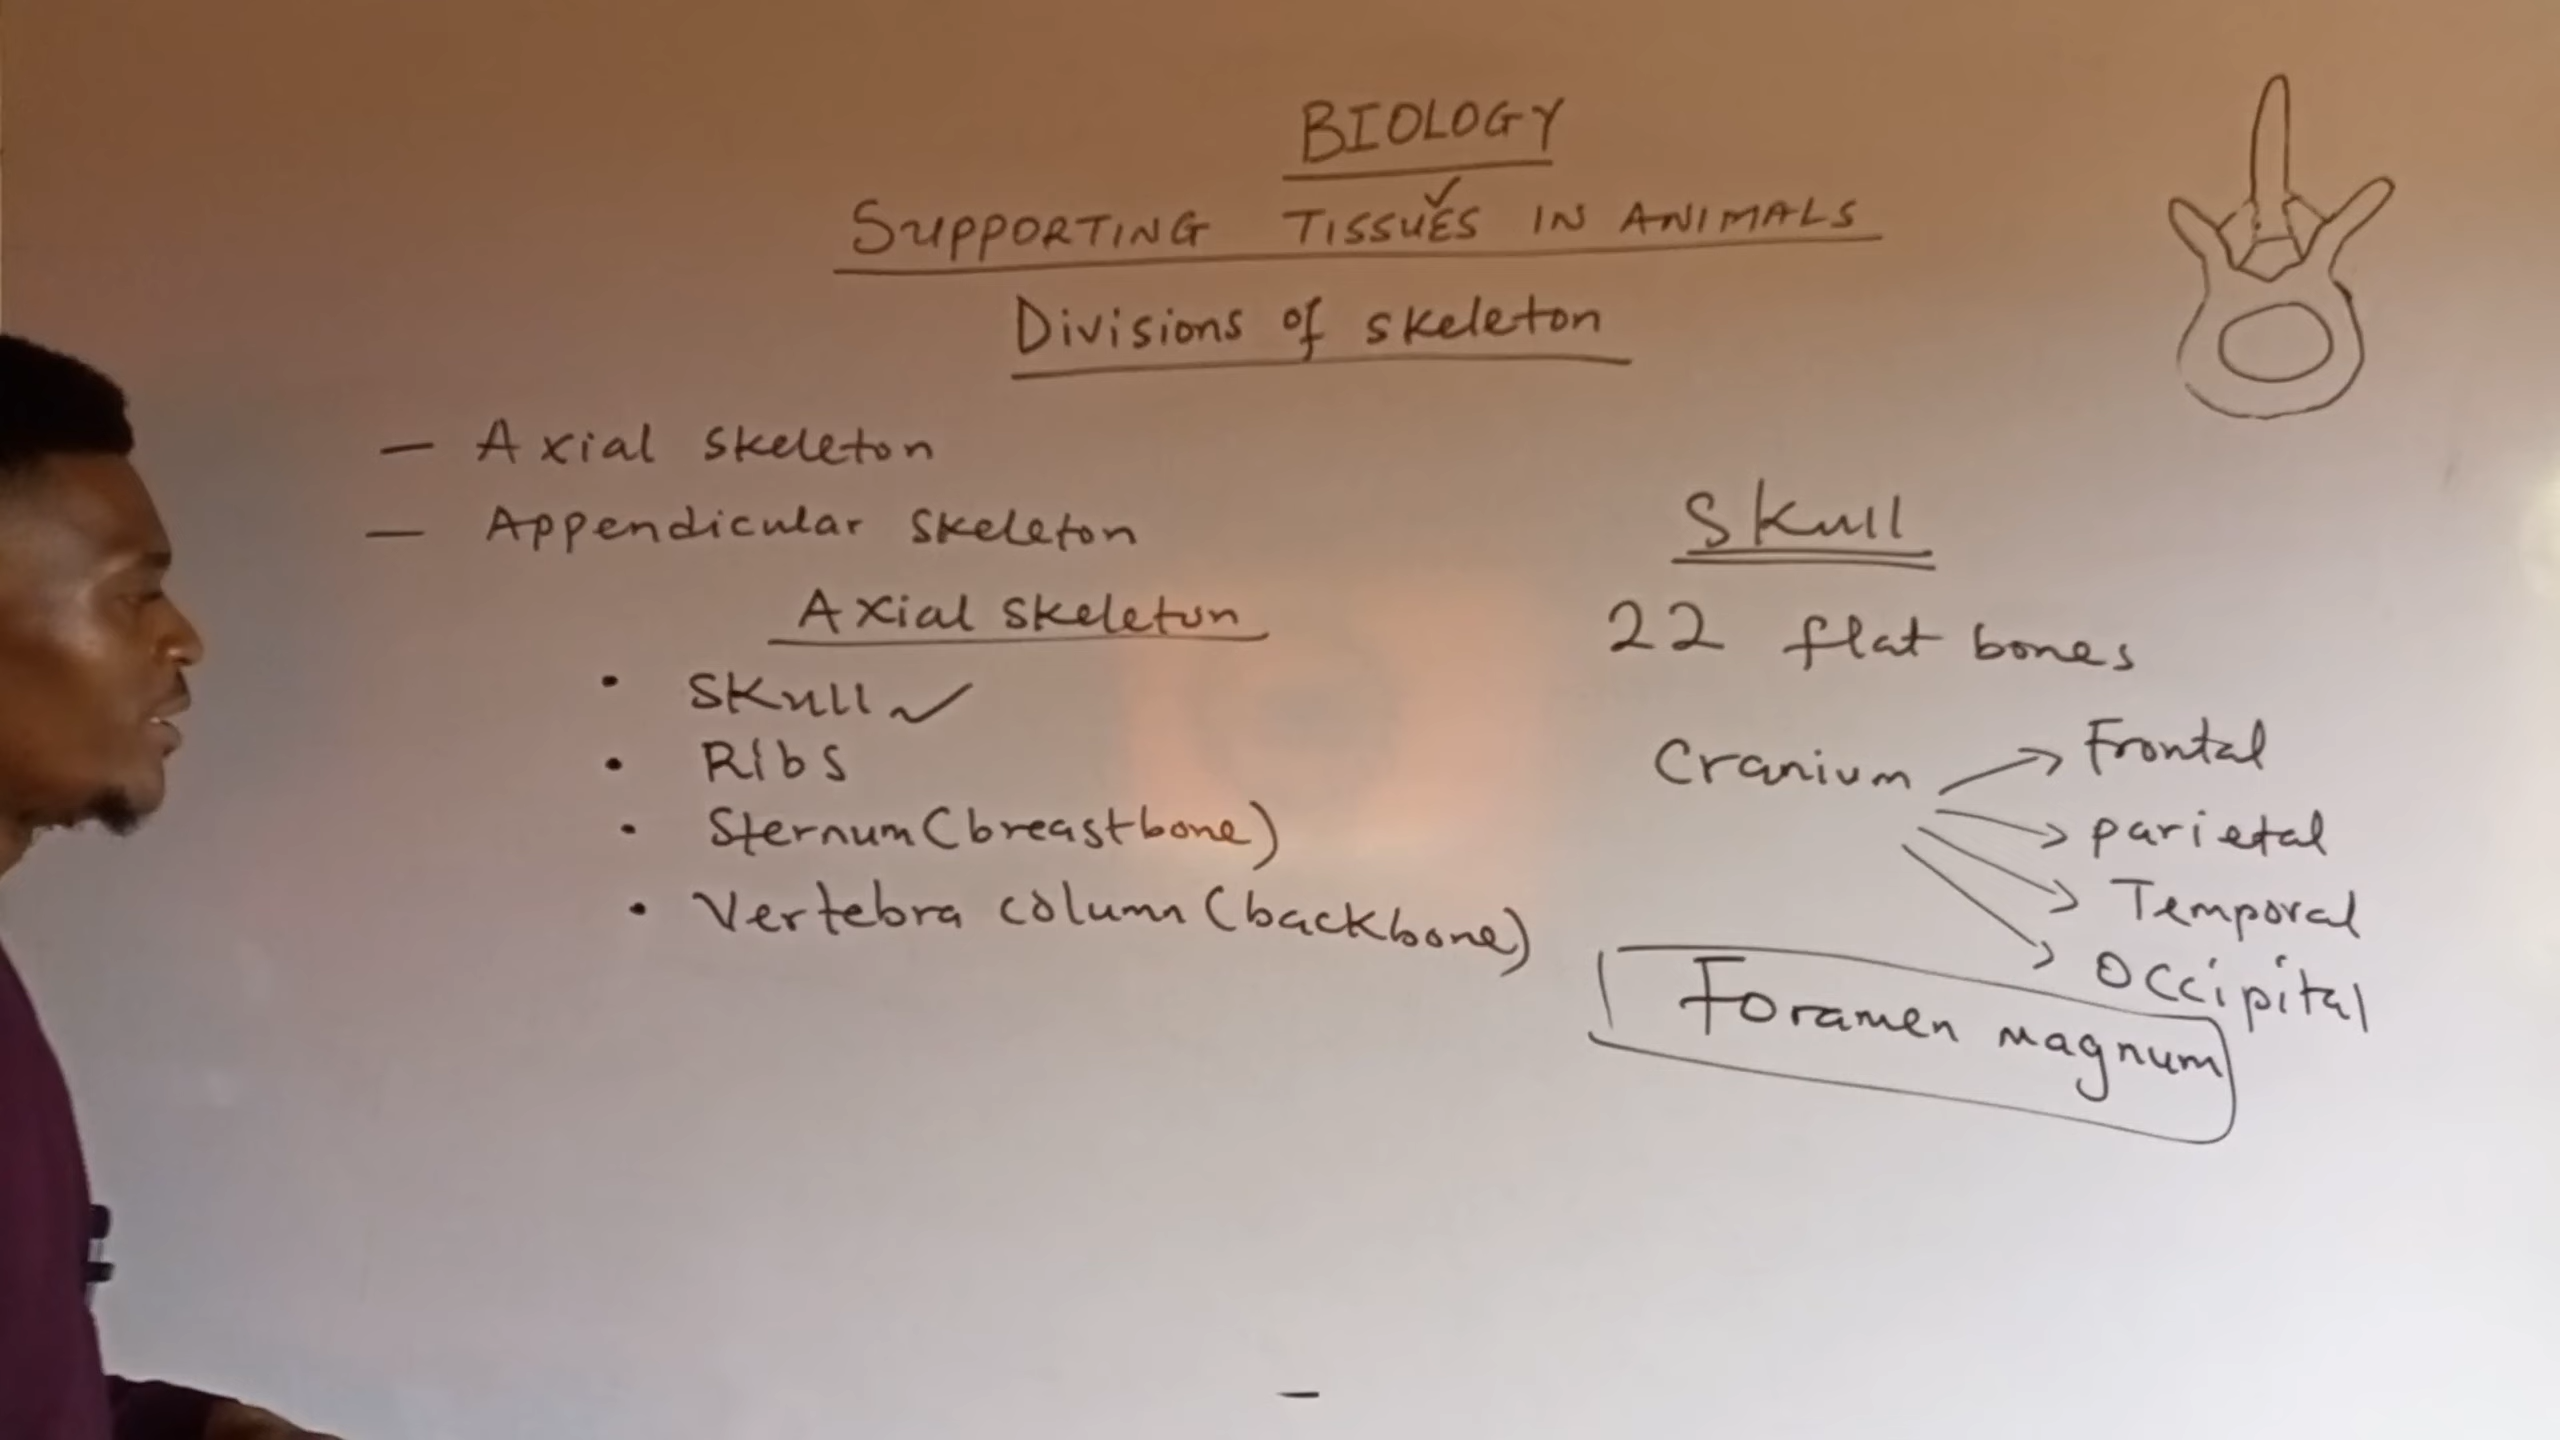 BIOLOGY
SUPPORTING TISSUES IN ANIMALS
Divisions of skeleton
— Axial skeleton
— Appendicular skeleton
Axial skeleton
• Skull ✓
• Ribs
• Sternum (breastbone)
• Vertebra column (backbone)
Skull
22 flat bones
Cranium → Frontal
→ parietal
→ Temporal
→ Occipital
Foramen magnum